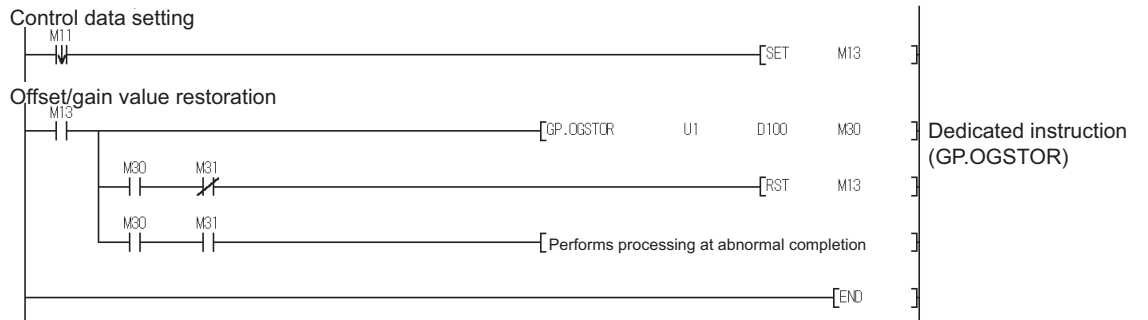 Control data setting
M11
SET M13
Offset/gain value restoration
M13
GP.OGSTOR U1 D100 M30
Dedicated instruction
(GP.OGSTOR)
M30 M31
RST M13
M30 M31
Performs processing at abnormal completion
END